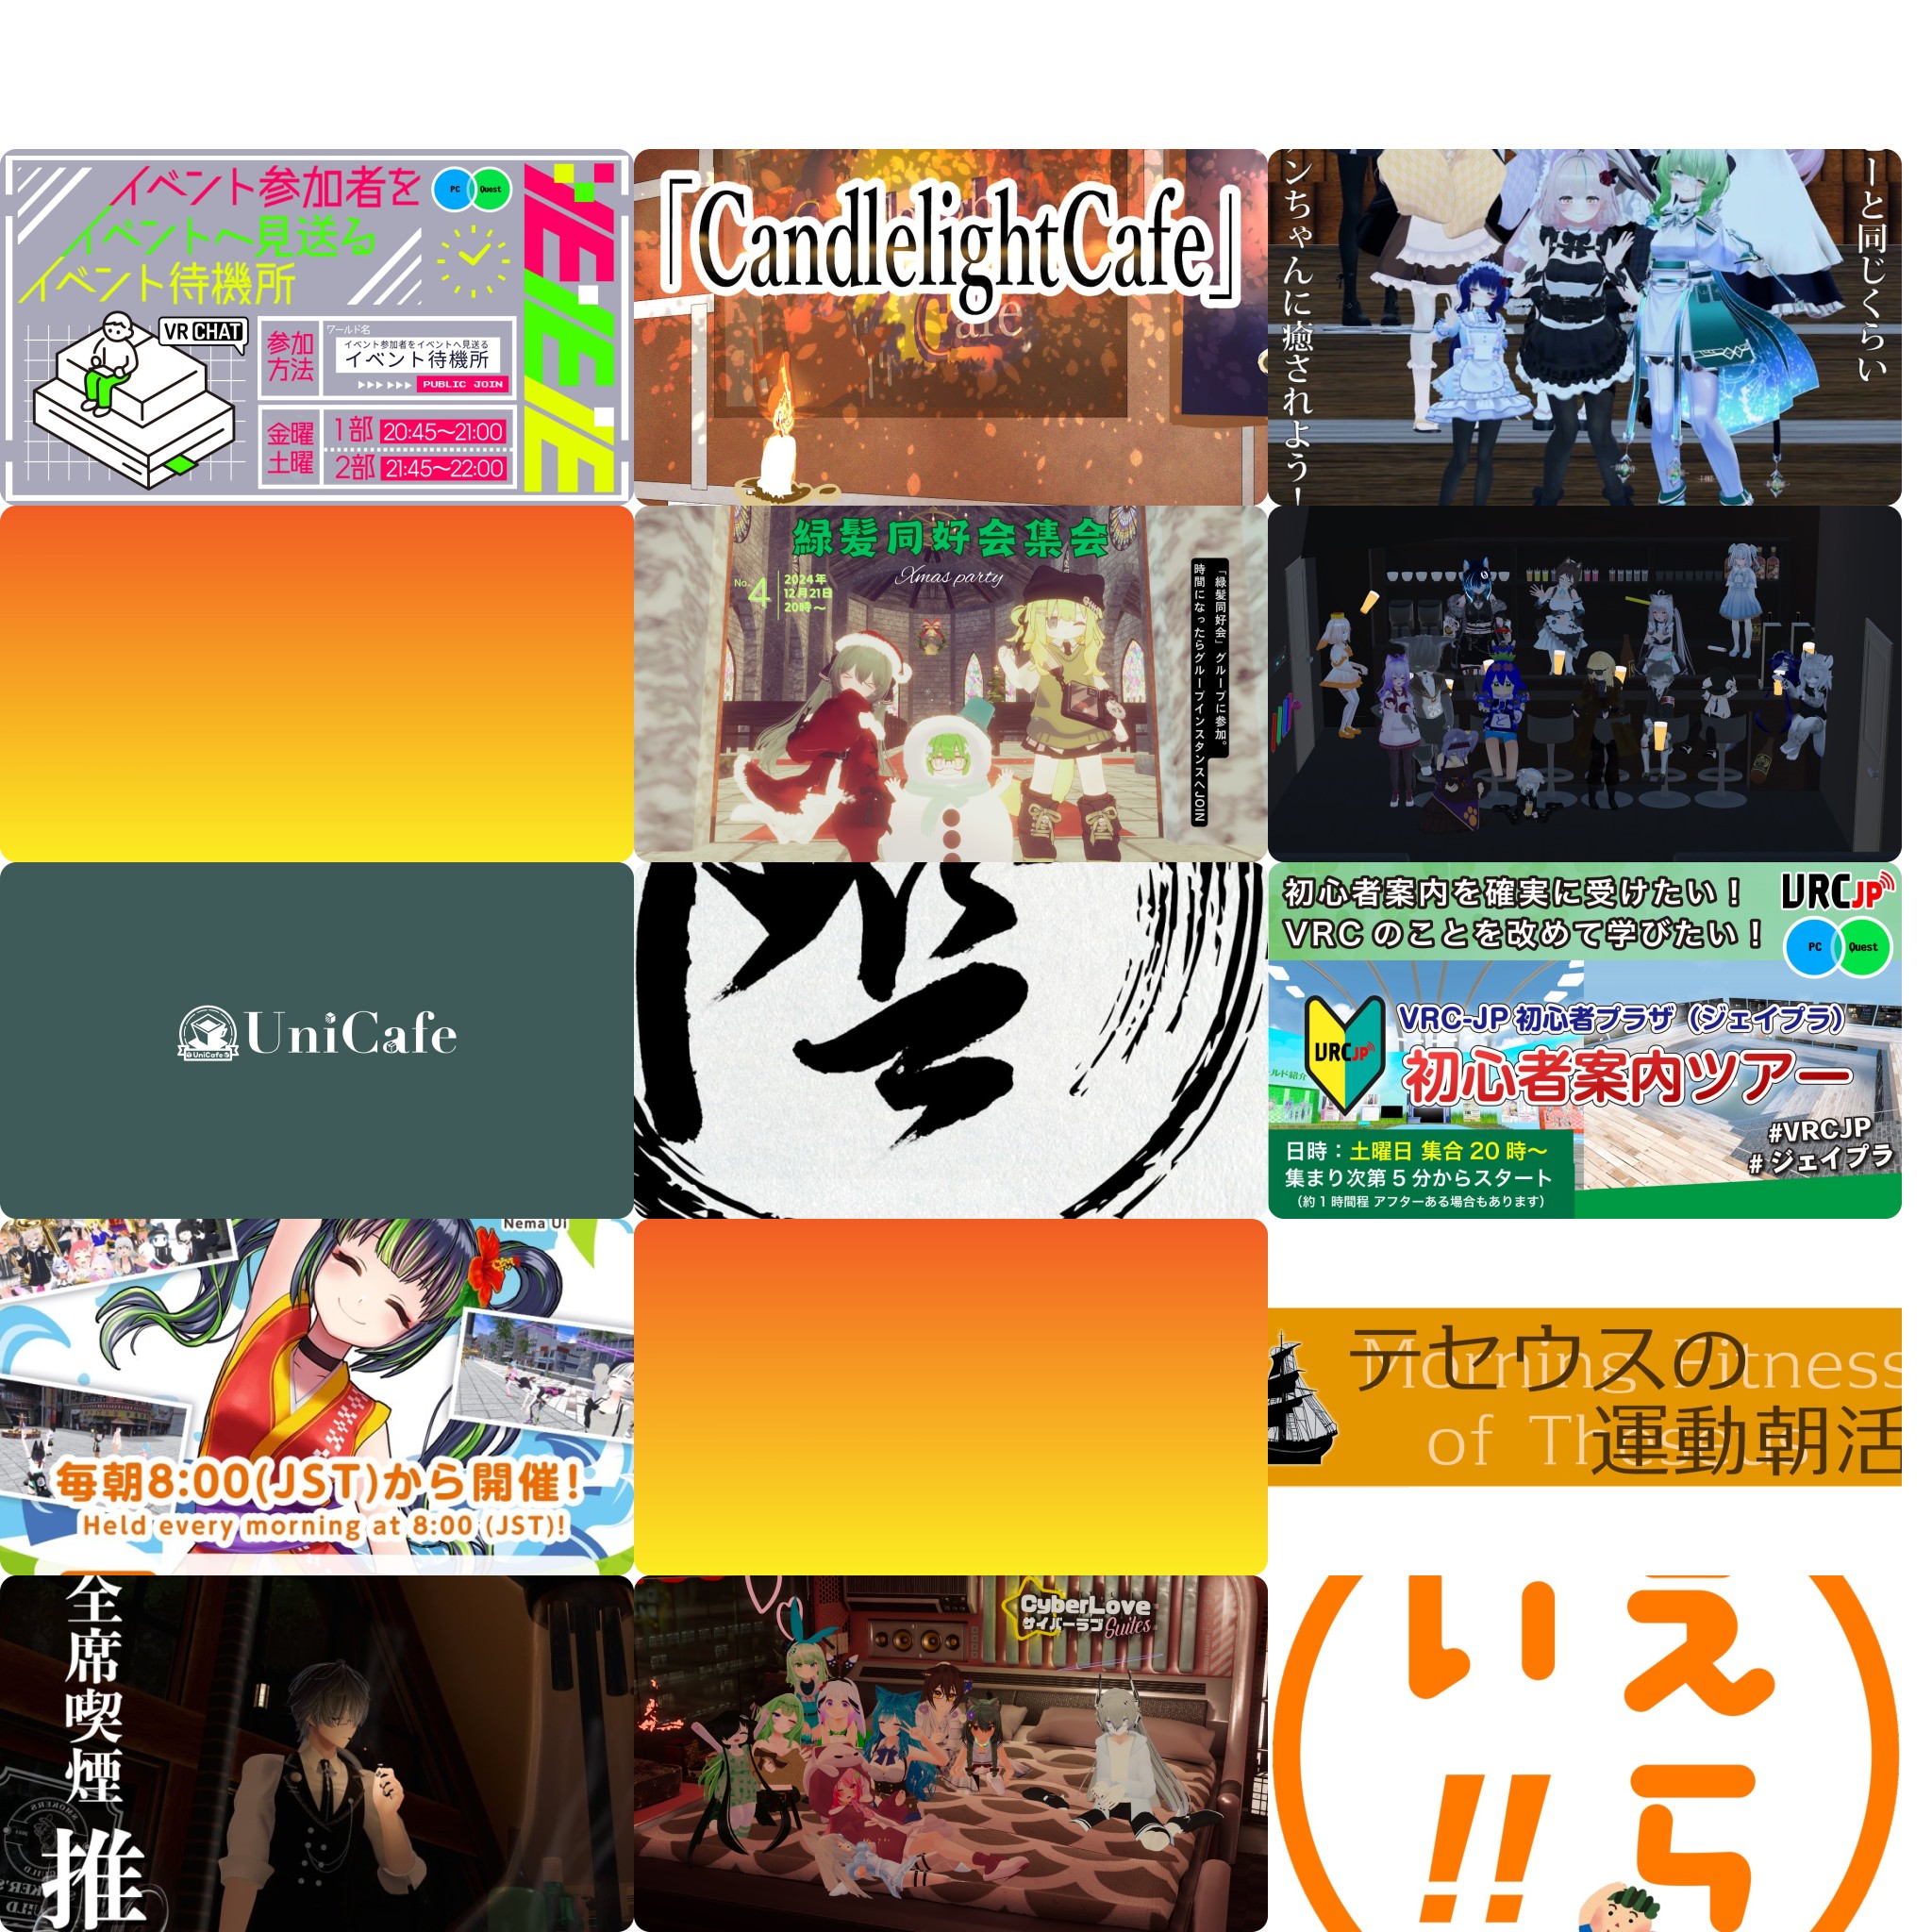 イベント参加者を
イベントへ見送る
イベント待機所
PC
Quest
VRCHAT
参加
方法
ワールド名
イベント参加者をイベントへ見送る
イベント待機所
PUBLIC JOIN
金曜
土曜
1部 20:45〜21:00
2部 21:45〜22:00
「CandlelightCafe」
Cafe
ーと同じくらい
ンちゃんに癒されよう！
緑髪同好会集会
Xmas party
No.4
2024年
12月21日
20時〜
「緑髪同好会」グループに参加。
時間になったらグループインスタンスへJOIN
UniCafe
UniCafe
初心者案内を確実に受けたい！
VRC のことを改めて学びたい！
VRCJP
PC
Quest
VRC-JP 初心者プラザ（ジェイプラ）
VRCJP
初心者案内ツアー
ルド紹介
#VRCJP
# ジェイプラ
日時：土曜日 集合 20 時〜
集まり次第 5 分からスタート
（約 1 時間程 アフターある場合もあります）
Nema Ui
毎朝8:00(JST)から開催！
Held every morning at 8:00 (JST)!
テセウスの
Morning Fitness
of Theseus
運動朝活
全席喫煙
推
CyberLove
サイバーラブ Suites
えら
い!!